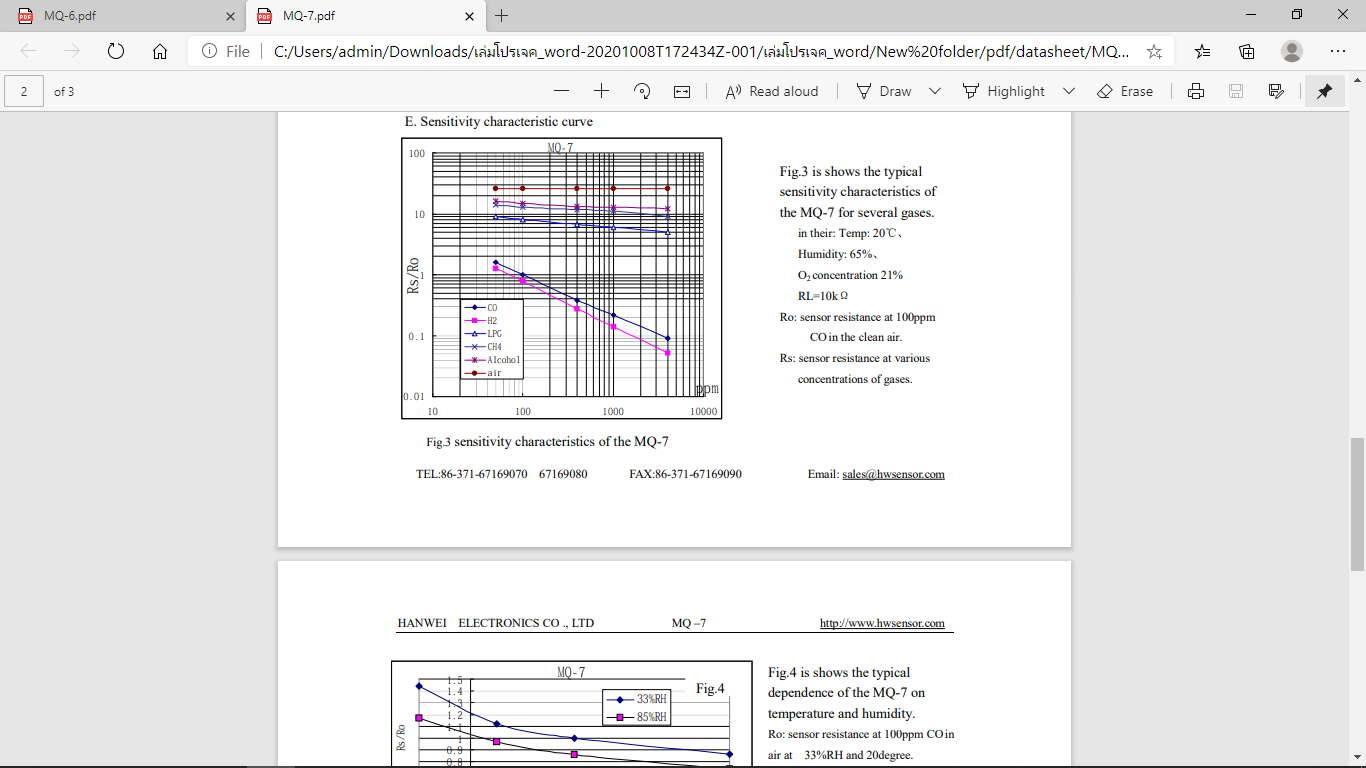 MQ-6.pdf
MQ-7.pdf
File
C:/Users/admin/Downloads/เล่มโปรเจค_word-20201008T172434Z-001/เล่มโปรเจค_word/New%20folder/pdf/datasheet/MQ...
2 of 3
Read aloud
Draw
Highlight
Erase
E. Sensitivity characteristic curve
MQ-7
100
10
1
0.1
0.01
Rs/Ro
CO
H2
LPG
CH4
Alcohol
air
ppm
10 100 1000 10000
Fig.3 is shows the typical
sensitivity characteristics of
the MQ-7 for several gases.
in their: Temp: 20℃、
Humidity: 65%、
O2 concentration 21%
RL=10kΩ
Ro: sensor resistance at 100ppm
CO in the clean air.
Rs: sensor resistance at various
concentrations of gases.
Fig.3 sensitivity characteristics of the MQ-7
TEL:86-371-67169070 67169080 FAX:86-371-67169090 Email: sales@hwsensor.com
HANWEI ELECTRONICS CO ., LTD MQ –7 http://www.hwsensor.com
MQ-7
Fig.4
1.5
1.4
1.3
1.2
1.1
1
0.9
0.8
Rs/Ro
33%RH
85%RH
Fig.4 is shows the typical
dependence of the MQ-7 on
temperature and humidity.
Ro: sensor resistance at 100ppm CO in
air at 33%RH and 20degree.